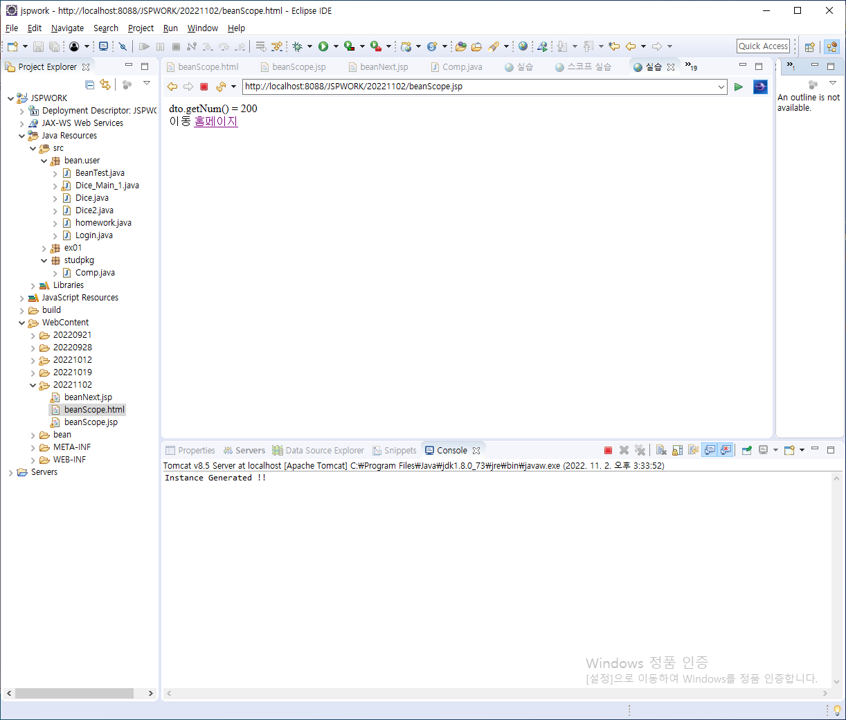 jspwork - http://localhost:8088/JSPWORK/20221102/beanScope.html - Eclipse IDE
File Edit Navigate Search Project Run Window Help
Quick Access
Project Explorer
JSPWORK
Deployment Descriptor: JSPWO
JAX-WS Web Services
Java Resources
src
bean.user
BeanTest.java
Dice_Main_1.java
Dice.java
Dice2.java
homework.java
Login.java
ex01
studpkg
Comp.java
Libraries
JavaScript Resources
build
WebContent
20220921
20220928
20221012
20221019
20221102
beanNext.jsp
beanScope.html
beanScope.jsp
bean
META-INF
WEB-INF
Servers
beanScope.html beanScope.jsp beanNext.jsp Comp.java 실습 스코프 실습 실습 »19
http://localhost:8088/JSPWORK/20221102/beanScope.jsp
dto.getNum() = 200
이동 홈페이지
»1
An outline is not
available.
Properties Servers Data Source Explorer Snippets Console
Tomcat v8.5 Server at localhost [Apache Tomcat] C:₩Program Files₩Java₩jdk1.8.0_73₩jre₩bin₩javaw.exe (2022. 11. 2. 오후 3:33:52)
Instance Generated !!
Windows 정품 인증
[설정]으로 이동하여 Windows를 정품 인증합니다.